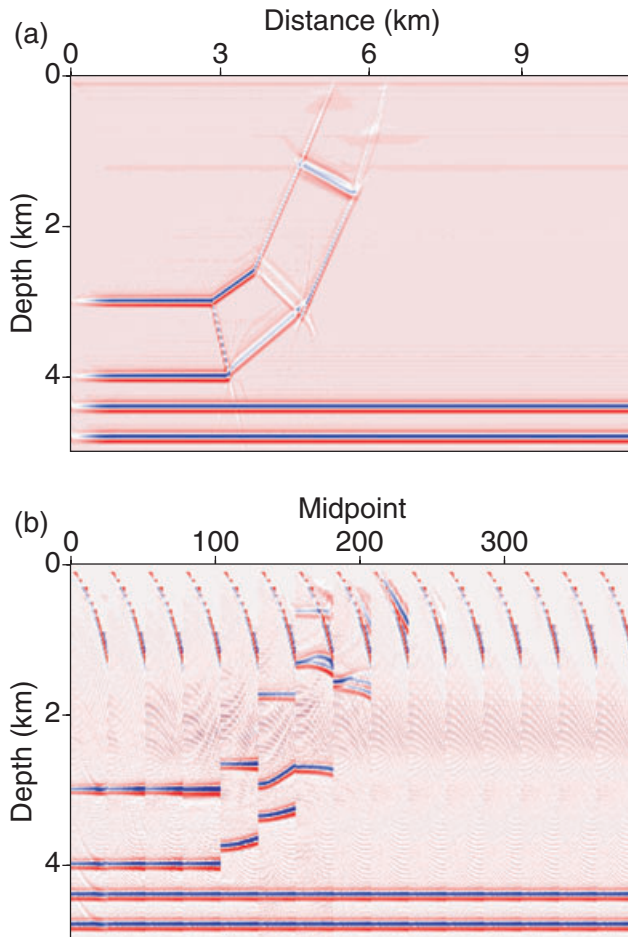 (a)
Distance (km)
0 3 6 9
0
2
4
Depth (km)
(b)
Midpoint
0 100 200 300
0
2
4
Depth (km)